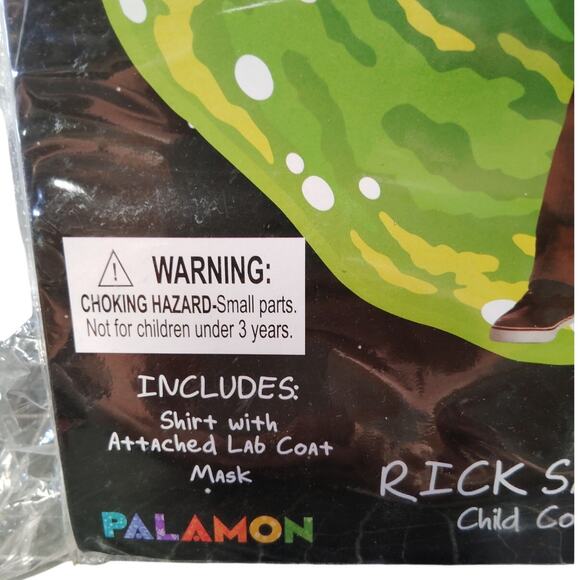 WARNING:
CHOKING HAZARD-Small parts.
Not for children under 3 years.
INCLUDES:
Shirt with
Attached Lab Coat
Mask
RICK
Child
PALAMON